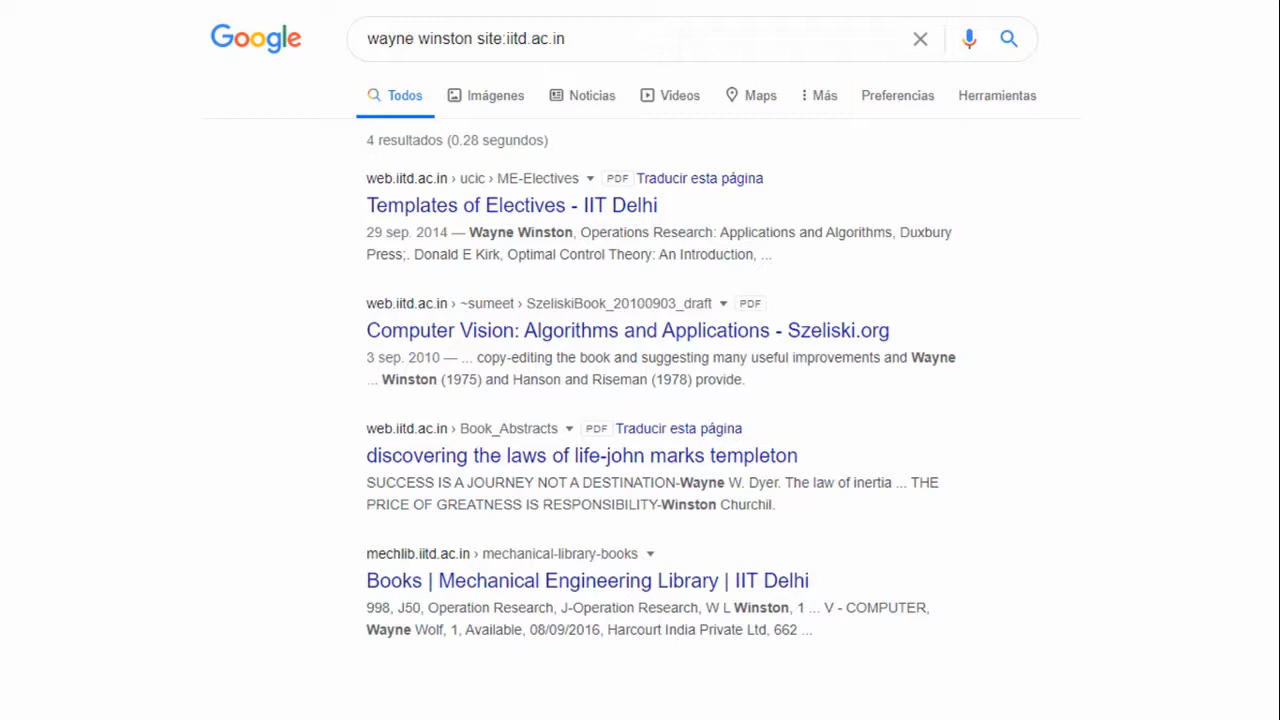 Google
wayne winston site:iitd.ac.in
Todos Imágenes Noticias Videos Maps Más Preferencias Herramientas
4 resultados (0.28 segundos)
web.iitd.ac.in › ucic › ME-Electives PDF Traducir esta página
Templates of Electives - IIT Delhi
29 sep. 2014 — Wayne Winston, Operations Research: Applications and Algorithms, Duxbury
Press;. Donald E Kirk, Optimal Control Theory: An Introduction, ...
web.iitd.ac.in › ~sumeet › SzeliskiBook_20100903_draft PDF
Computer Vision: Algorithms and Applications - Szeliski.org
3 sep. 2010 — ... copy-editing the book and suggesting many useful improvements and Wayne
... Winston (1975) and Hanson and Riseman (1978) provide.
web.iitd.ac.in › Book_Abstracts PDF Traducir esta página
discovering the laws of life-john marks templeton
SUCCESS IS A JOURNEY NOT A DESTINATION-Wayne W. Dyer. The law of inertia ... THE
PRICE OF GREATNESS IS RESPONSIBILITY-Winston Churchil.
mechlib.iitd.ac.in › mechanical-library-books
Books | Mechanical Engineering Library | IIT Delhi
998, J50, Operation Research, J-Operation Research, W L Winston, 1 ... V - COMPUTER,
Wayne Wolf, 1, Available, 08/09/2016, Harcourt India Private Ltd, 662 ...